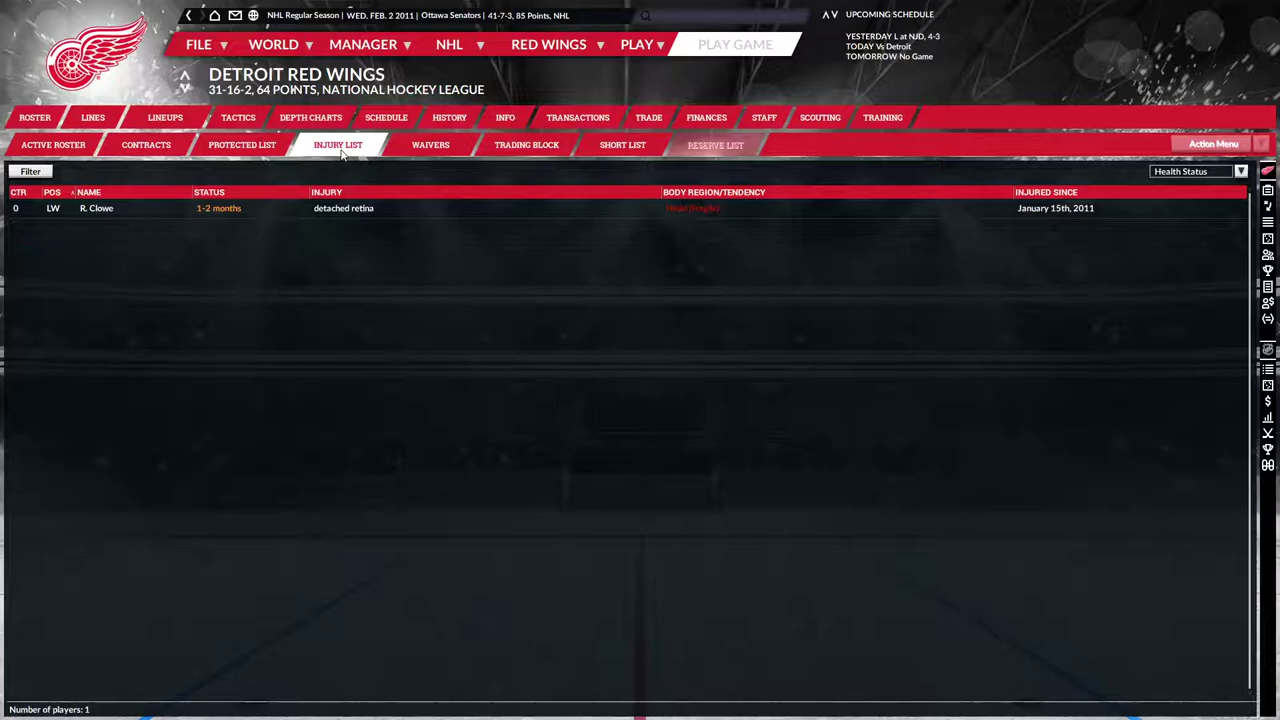 NHL Regular Season | WED. FEB. 2 2011 | Ottawa Senators | 41-7-3, 85 Points, NHL
UPCOMING SCHEDULE
YESTERDAY L at NJD, 4-3
TODAY Vs Detroit
TOMORROW No Game
FILE WORLD MANAGER NHL RED WINGS PLAY PLAY GAME
DETROIT RED WINGS
31-16-2, 64 POINTS, NATIONAL HOCKEY LEAGUE
ROSTER LINES LINEUPS TACTICS DEPTH CHARTS SCHEDULE HISTORY INFO TRANSACTIONS TRADE FINANCES STAFF SCOUTING TRAINING
ACTIVE ROSTER CONTRACTS PROTECTED LIST INJURY LIST WAIVERS TRADING BLOCK SHORT LIST RESERVE LIST Action Menu
Filter Health Status
CTR POS NAME STATUS INJURY BODY REGION/TENDENCY INJURED SINCE
0 LW R. Clowe 1-2 months detached retina Head (Fragile) January 15th, 2011
Number of players: 1